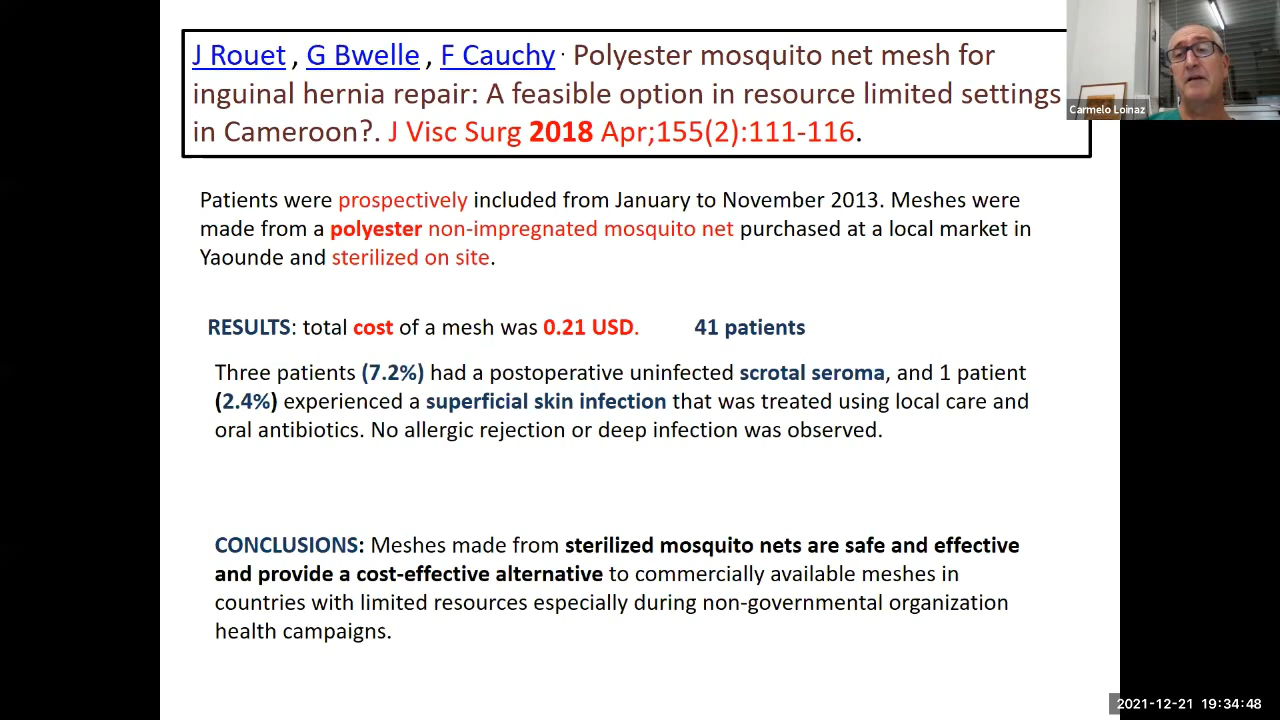 J Rouet , G Bwelle , F Cauchy · Polyester mosquito net mesh for
inguinal hernia repair: A feasible option in resource limited settings
in Cameroon?. J Visc Surg 2018 Apr;155(2):111-116.
Carmelo Loinaz
Patients were prospectively included from January to November 2013. Meshes were
made from a polyester non-impregnated mosquito net purchased at a local market in
Yaounde and sterilized on site.
RESULTS: total cost of a mesh was 0.21 USD. 41 patients
Three patients (7.2%) had a postoperative uninfected scrotal seroma, and 1 patient
(2.4%) experienced a superficial skin infection that was treated using local care and
oral antibiotics. No allergic rejection or deep infection was observed.
CONCLUSIONS: Meshes made from sterilized mosquito nets are safe and effective
and provide a cost-effective alternative to commercially available meshes in
countries with limited resources especially during non-governmental organization
health campaigns.
2021-12-21 19:34:48